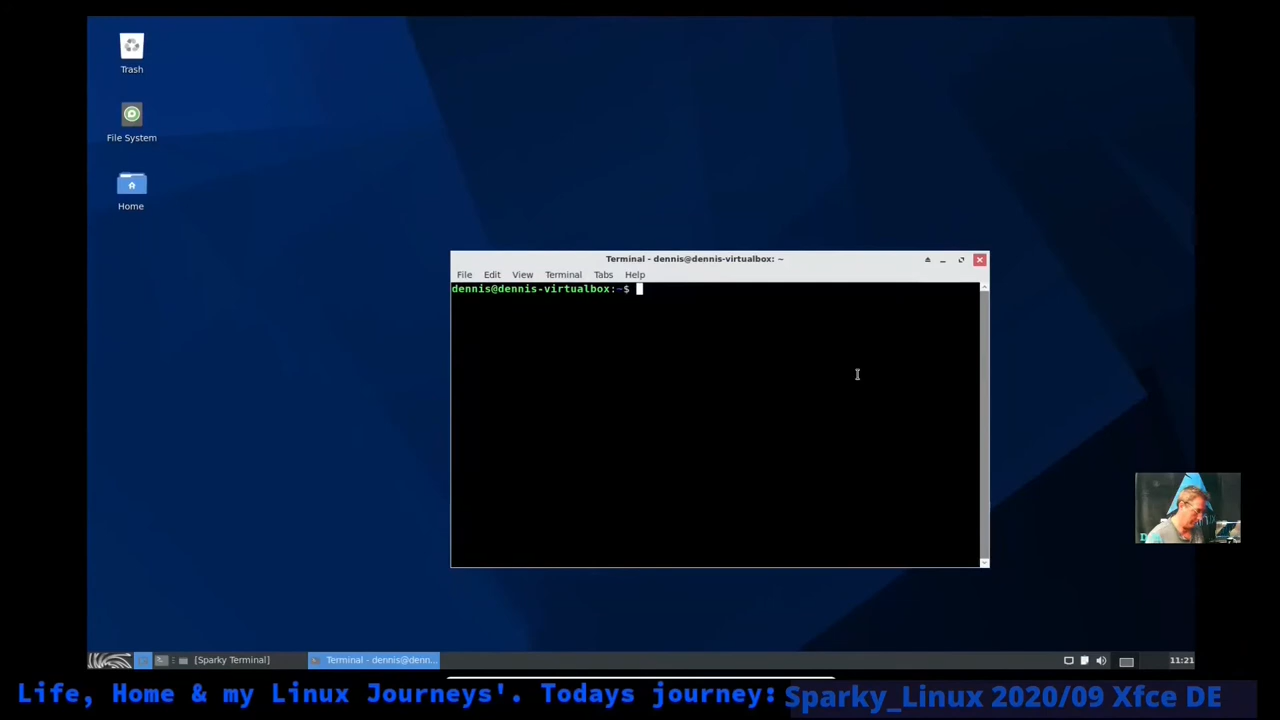 Trash
File System
Home
Terminal - dennis@dennis-virtualbox: ~
File Edit View Terminal Tabs Help
dennis@dennis-virtualbox:~$
[Sparky Terminal]
Terminal - dennis@denn...
11:21
Life, Home & my Linux Journeys'. Todays journey: Sparky_Linux 2020/09 Xfce DE